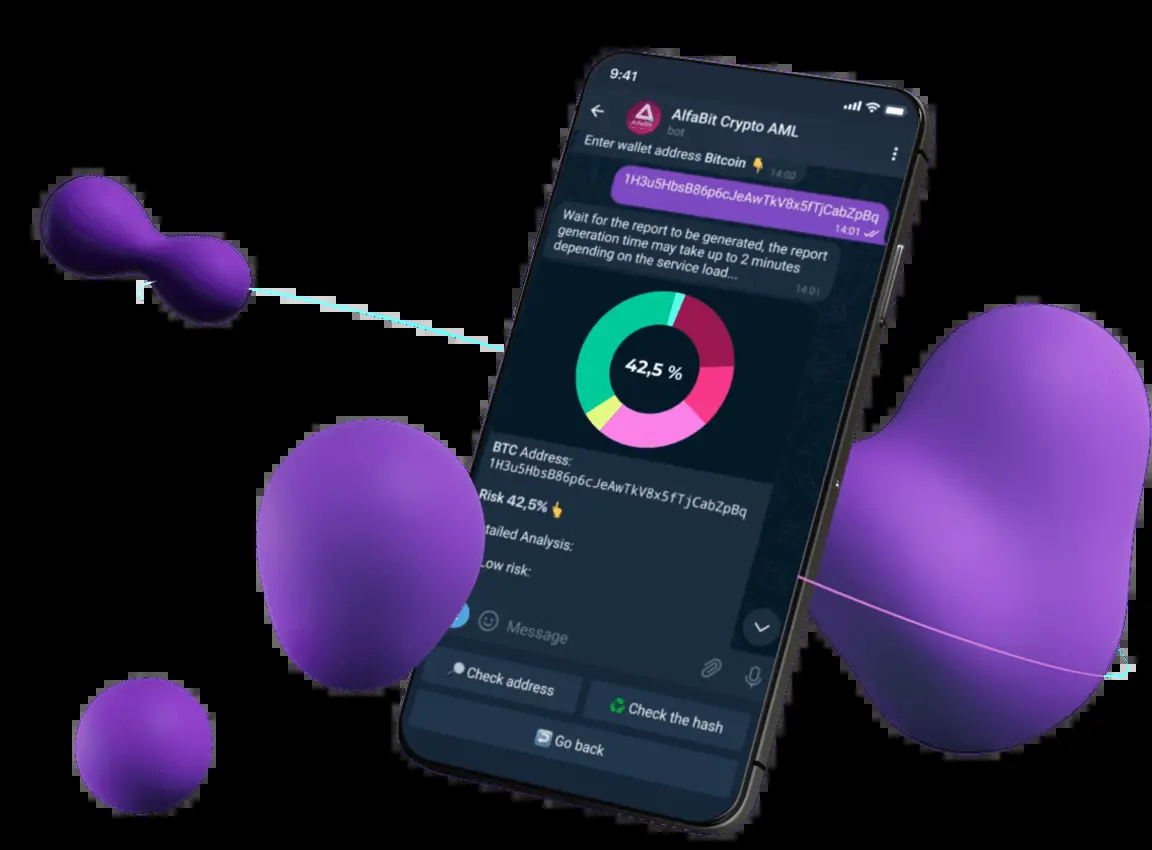 9:41
AlfaBit Crypto AML
bot
Enter wallet address Bitcoin 👇 14:00
1H3u5HbsB86p6cJeAwTkV8x5fTjCabZpBq
14:01
Wait for the report to be generated, the report
generation time may take up to 2 minutes
depending on the service load...
14:01
42,5 %
BTC Address:
1H3u5HbsB86p6cJeAwTkV8x5fTjCabZpBq
Risk 42,5%👆
tailed Analysis:
Low risk:
Message
Check address
Check the hash
Go back